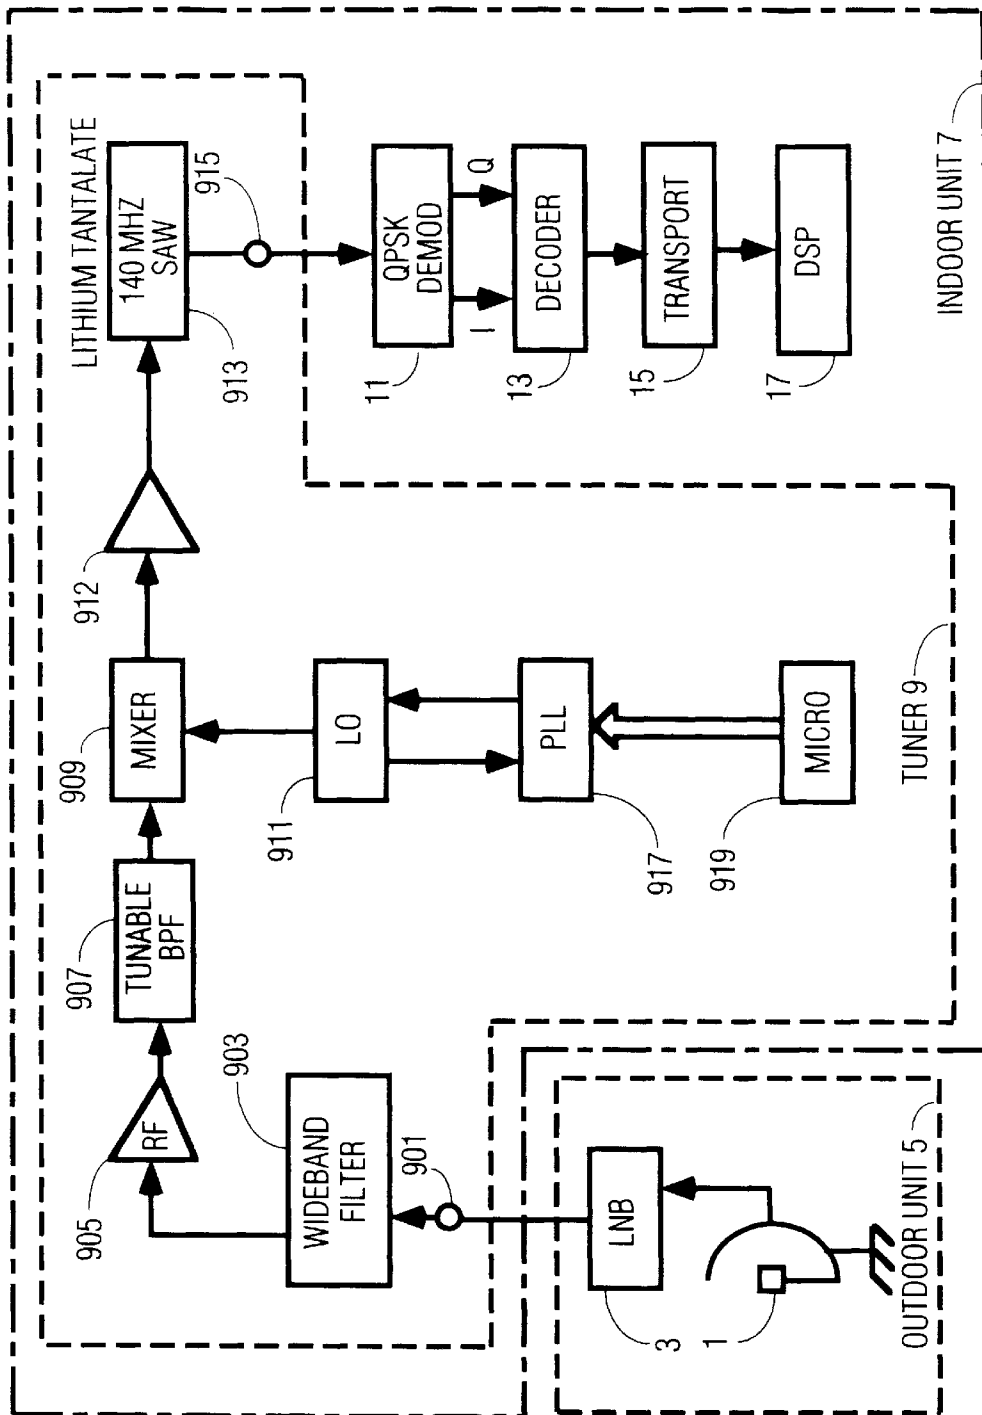 LITHIUM TANTALATE
140 MHZ
SAW
913
915
912
909
MIXER
907
TUNABLE
BPF
905
RF
903
WIDEBAND
FILTER
901
911
LO
917
PLL
919
MICRO
TUNER 9
11
QPSK
DEMOD
I
Q
13
DECODER
15
TRANSPORT
17
DSP
INDOOR UNIT 7
3
LNB
1
OUTDOOR UNIT 5